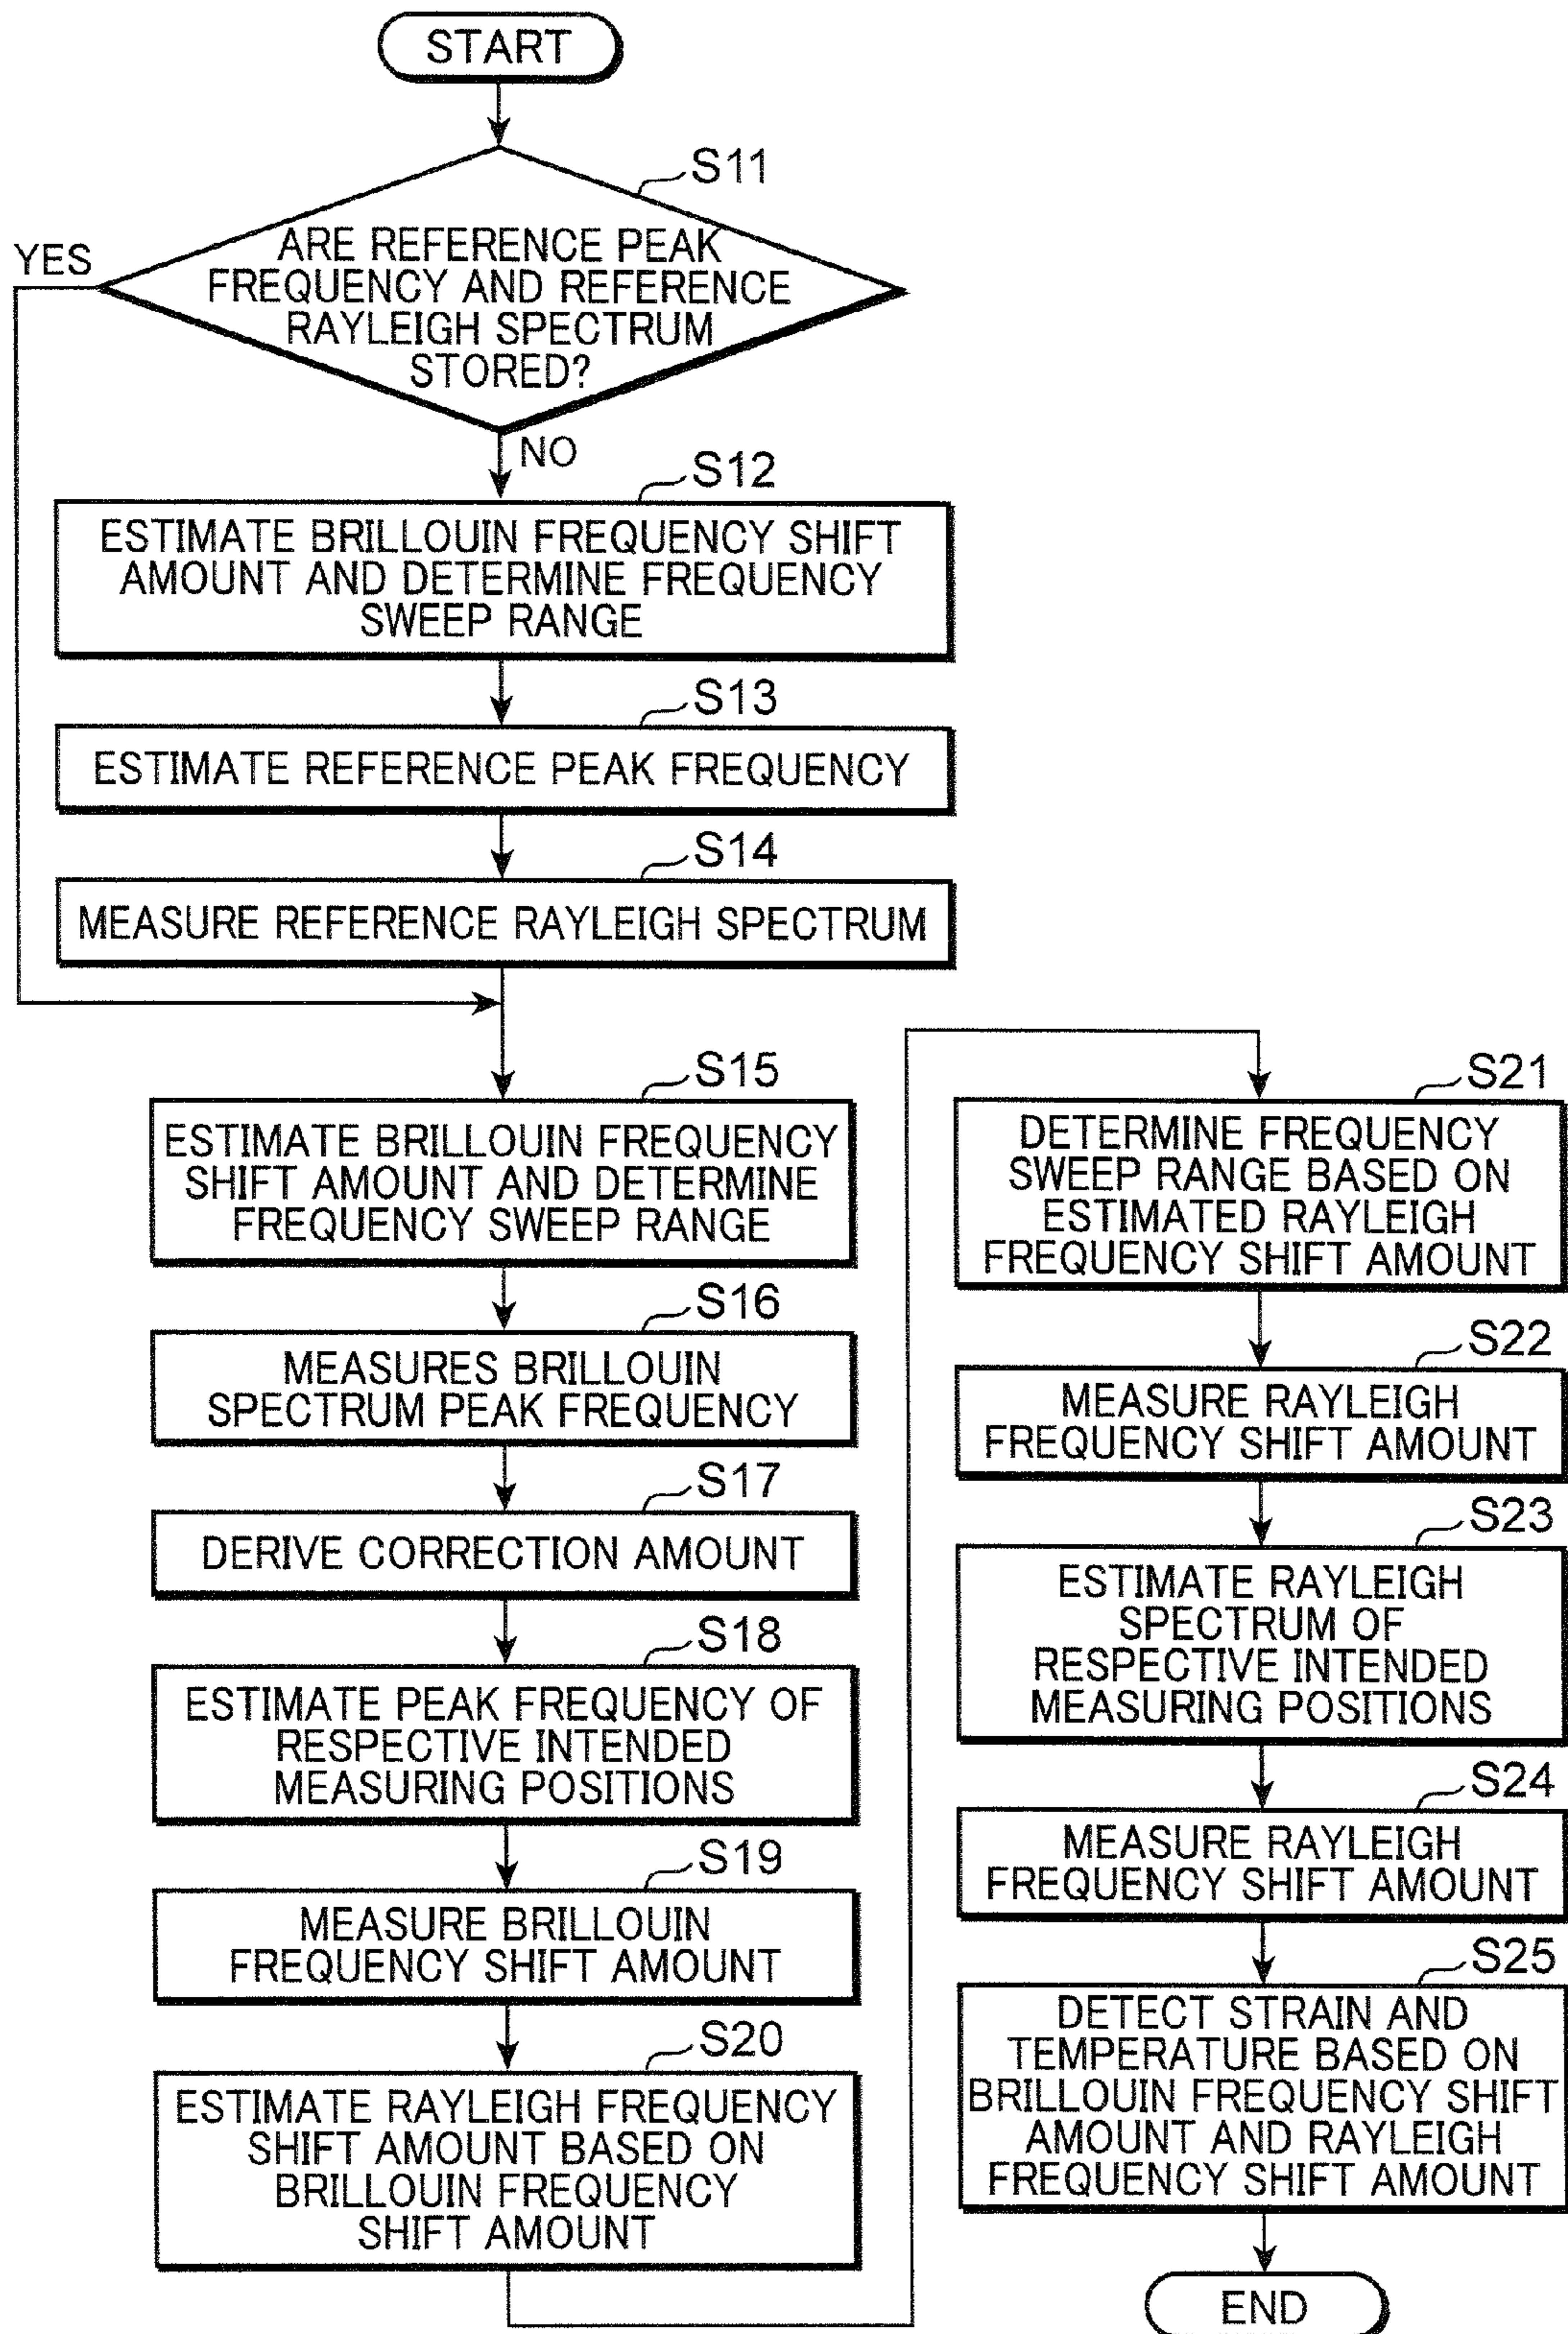 START
S11
ARE REFERENCE PEAK
FREQUENCY AND REFERENCE
RAYLEIGH SPECTRUM
STORED?
YES
NO
S12
ESTIMATE BRILLOUIN FREQUENCY SHIFT
AMOUNT AND DETERMINE FREQUENCY
SWEEP RANGE
S13
ESTIMATE REFERENCE PEAK FREQUENCY
S14
MEASURE REFERENCE RAYLEIGH SPECTRUM
S15
ESTIMATE BRILLOUIN FREQUENCY
SHIFT AMOUNT AND DETERMINE
FREQUENCY SWEEP RANGE
S16
MEASURES BRILLOUIN
SPECTRUM PEAK FREQUENCY
S17
DERIVE CORRECTION AMOUNT
S18
ESTIMATE PEAK FREQUENCY OF
RESPECTIVE INTENDED
MEASURING POSITIONS
S19
MEASURE BRILLOUIN
FREQUENCY SHIFT AMOUNT
S20
ESTIMATE RAYLEIGH FREQUENCY
SHIFT AMOUNT BASED ON
BRILLOUIN FREQUENCY
SHIFT AMOUNT
S21
DETERMINE FREQUENCY
SWEEP RANGE BASED ON
ESTIMATED RAYLEIGH
FREQUENCY SHIFT AMOUNT
S22
MEASURE RAYLEIGH
FREQUENCY SHIFT AMOUNT
S23
ESTIMATE RAYLEIGH
SPECTRUM OF
RESPECTIVE INTENDED
MEASURING POSITIONS
S24
MEASURE RAYLEIGH
FREQUENCY SHIFT AMOUNT
S25
DETECT STRAIN AND
TEMPERATURE BASED ON
BRILLOUIN FREQUENCY SHIFT
AMOUNT AND RAYLEIGH
FREQUENCY SHIFT AMOUNT
END